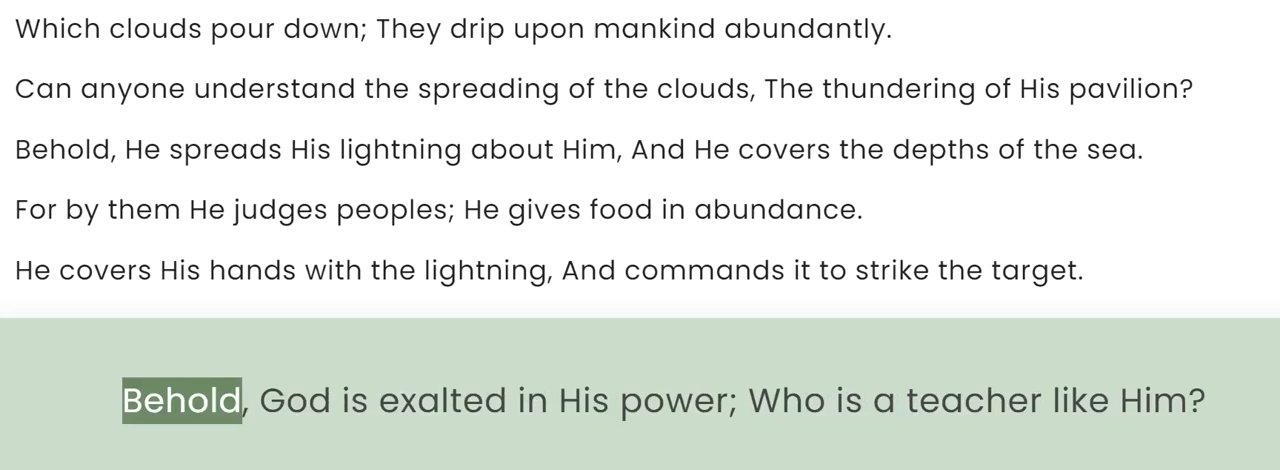 Which clouds pour down; They drip upon mankind abundantly.
Can anyone understand the spreading of the clouds, The thundering of His pavilion?
Behold, He spreads His lightning about Him, And He covers the depths of the sea.
For by them He judges peoples; He gives food in abundance.
He covers His hands with the lightning, And commands it to strike the target.
Behold, God is exalted in His power; Who is a teacher like Him?